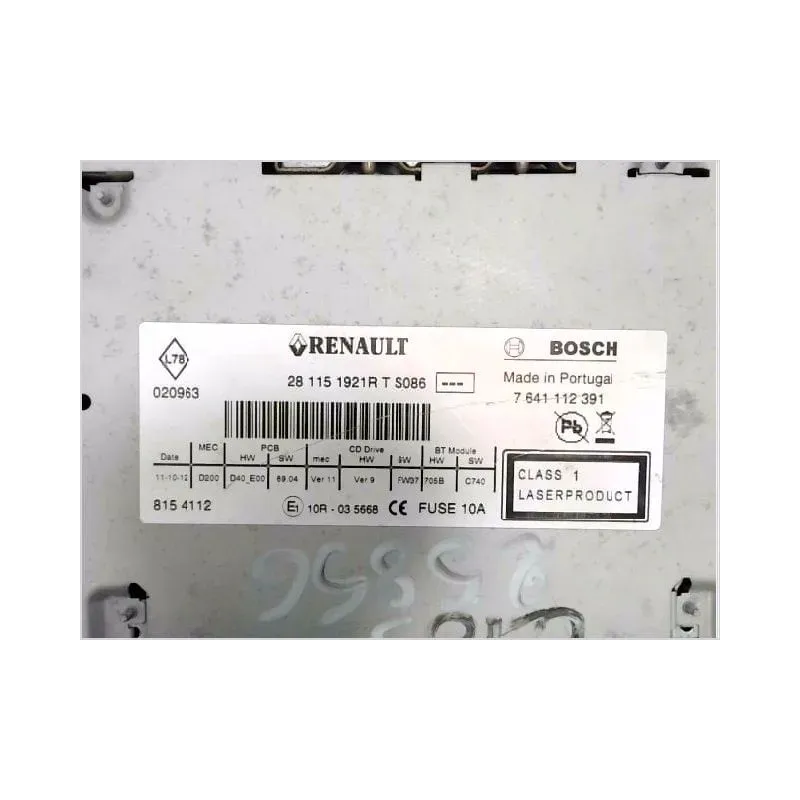 L78
020963
RENAULT
28 115 1921R T S086 ---
BOSCH
Made in Portugal
7 641 112 391
Pb
Date MEC PCB HW SW CD Drive mec HW SW BT Module HW SW
11-10-12 D200 D40_E00 69.04 Ver 11 Ver 9 FW37 705B C740
CLASS 1
LASERPRODUCT
815 4112
E1 10R - 03 5668 CE FUSE 10A